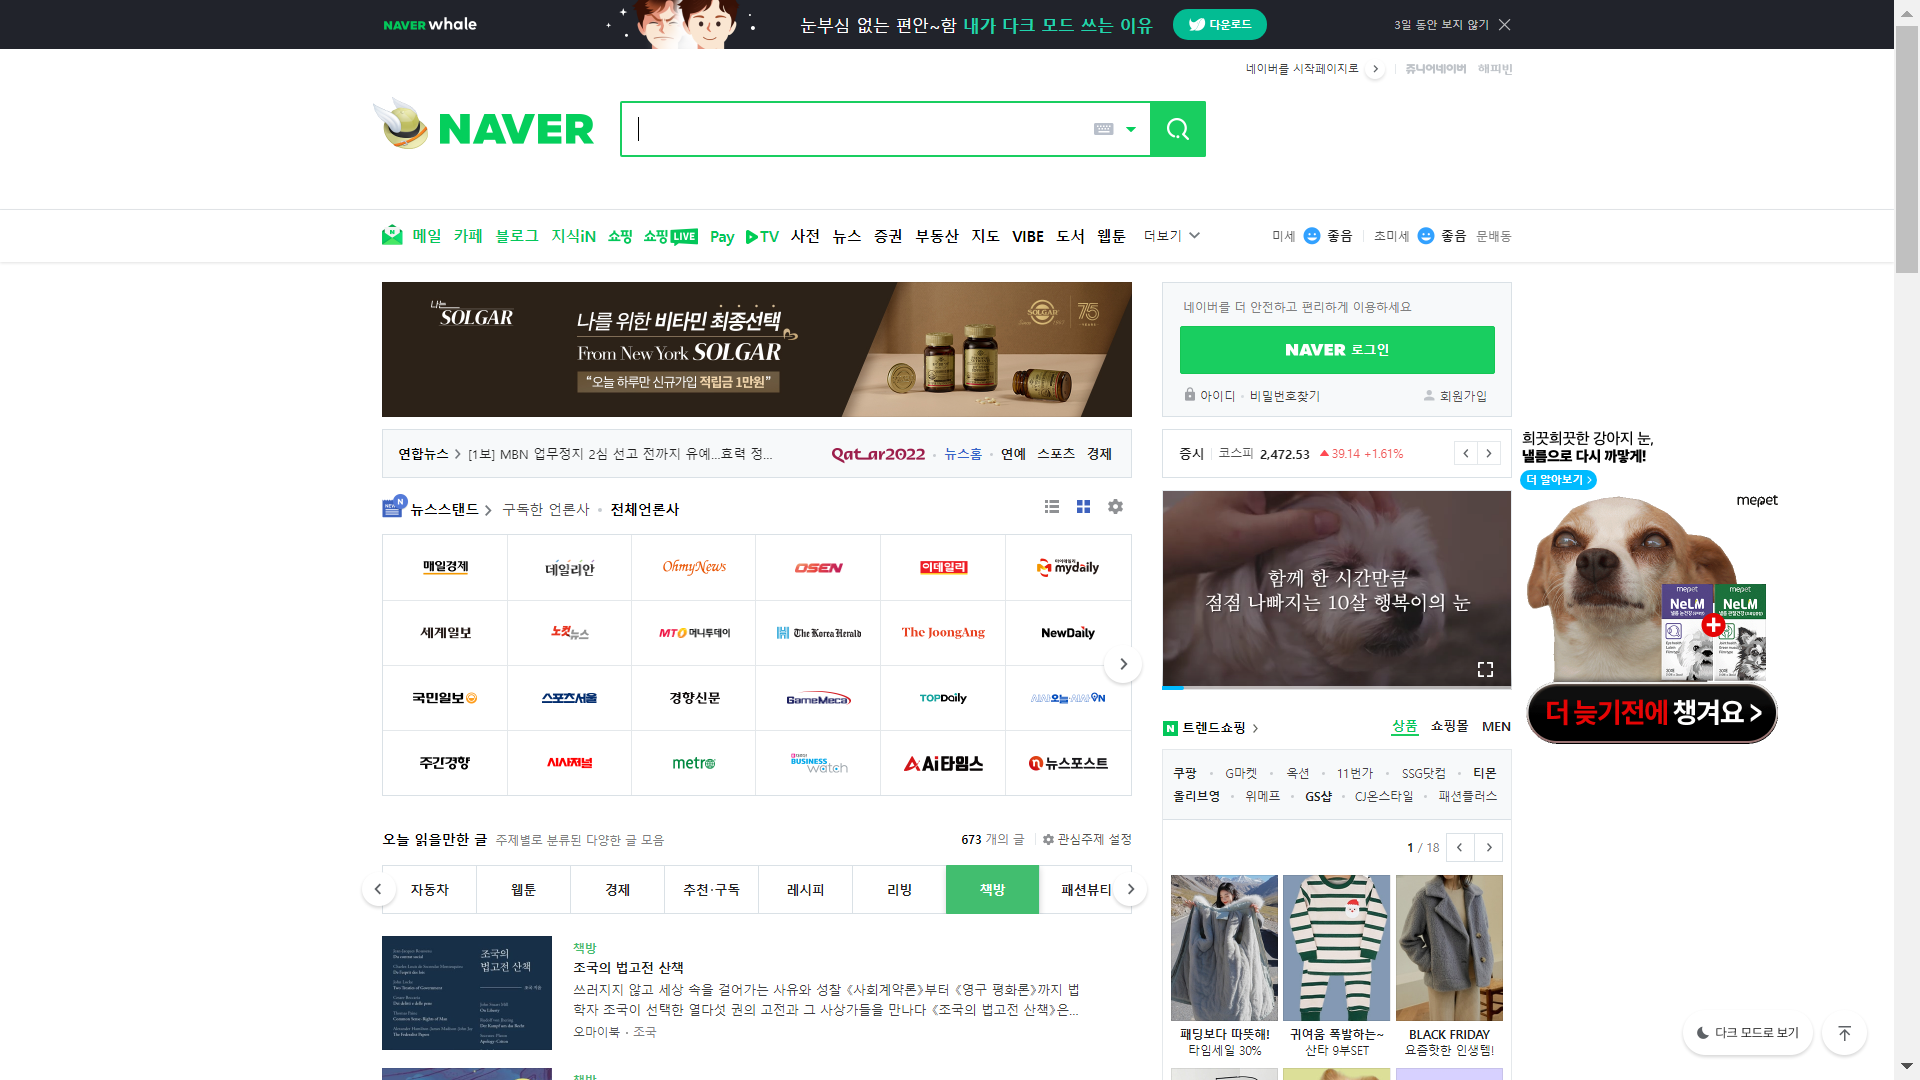 NAVER whale
눈부심 없는 편안~함 내가 다크 모드 쓰는 이유
다운로드
3일 동안 보지 않기
네이버를 시작페이지로
쥬니어네이버 해피빈
NAVER
메일 카페 블로그 지식iN 쇼핑 쇼핑LIVE Pay TV 사전 뉴스 증권 부동산 지도 VIBE 도서 웹툰 더보기
미세 좋음 초미세 좋음 문배동
나는 SOLGAR
나를 위한 비타민 최종선택
From New York SOLGAR
“오늘 하루만 신규가입 적립금 1만원”
SOLGAR 75 YEARS
네이버를 더 안전하고 편리하게 이용하세요
NAVER 로그인
아이디 · 비밀번호찾기 회원가입
연합뉴스 [1보] MBN 업무정지 2심 선고 전까지 유예...효력 정...
Qatar2022 뉴스홈 연예 스포츠 경제
증시 코스피 2,472.53 39.14 +1.61%
뉴스스탠드 구독한 언론사 · 전체언론사
매일경제 데일리안 OhmyNews OSEN 이데일리 마이데일리 mydaily
세계일보 노컷뉴스 MTO 머니투데이 The Korea Herald The JoongAng NewDaily
국민일보 스포츠서울 경향신문 GameMeca TOPDaily 시사오늘·시사ON
주간경향 시사저널 metro BUSINESS watch Ai타임스 뉴스포스트
함께 한 시간만큼
점점 나빠지는 10살 행복이의 눈
희끗희끗한 강아지 눈,
냄름으로 다시 까맣게!
더 알아보기
mepet
mepet mepet
NeLM NeLM
더 늦기전에 챙겨요
트렌드쇼핑
상품 쇼핑몰 MEN
쿠팡 · G마켓 · 옥션 · 11번가 · SSG닷컴 · 티몬
올리브영 · 위메프 · GS샵 · CJ온스타일 · 패션플러스
1 / 18
패딩보다 따뜻해!
타임세일 30%
귀여움 폭발하는~
산타 9부SET
BLACK FRIDAY
요즘핫한 인생템!
오늘 읽을만한 글 주제별로 분류된 다양한 글 모음
673 개의 글 관심주제 설정
자동차 웹툰 경제 추천·구독 레시피 리빙 책방 패션뷰티
조국의
법고전 산책
책방
조국의 법고전 산책
쓰러지지 않고 세상 속을 걸어가는 사유와 성찰 《사회계약론》부터 《영구 평화론》까지 법
학자 조국이 선택한 열다섯 권의 고전과 그 사상가들을 만나다 《조국의 법고전 산책》은...
오마이북 · 조국
책방
다크 모드로 보기